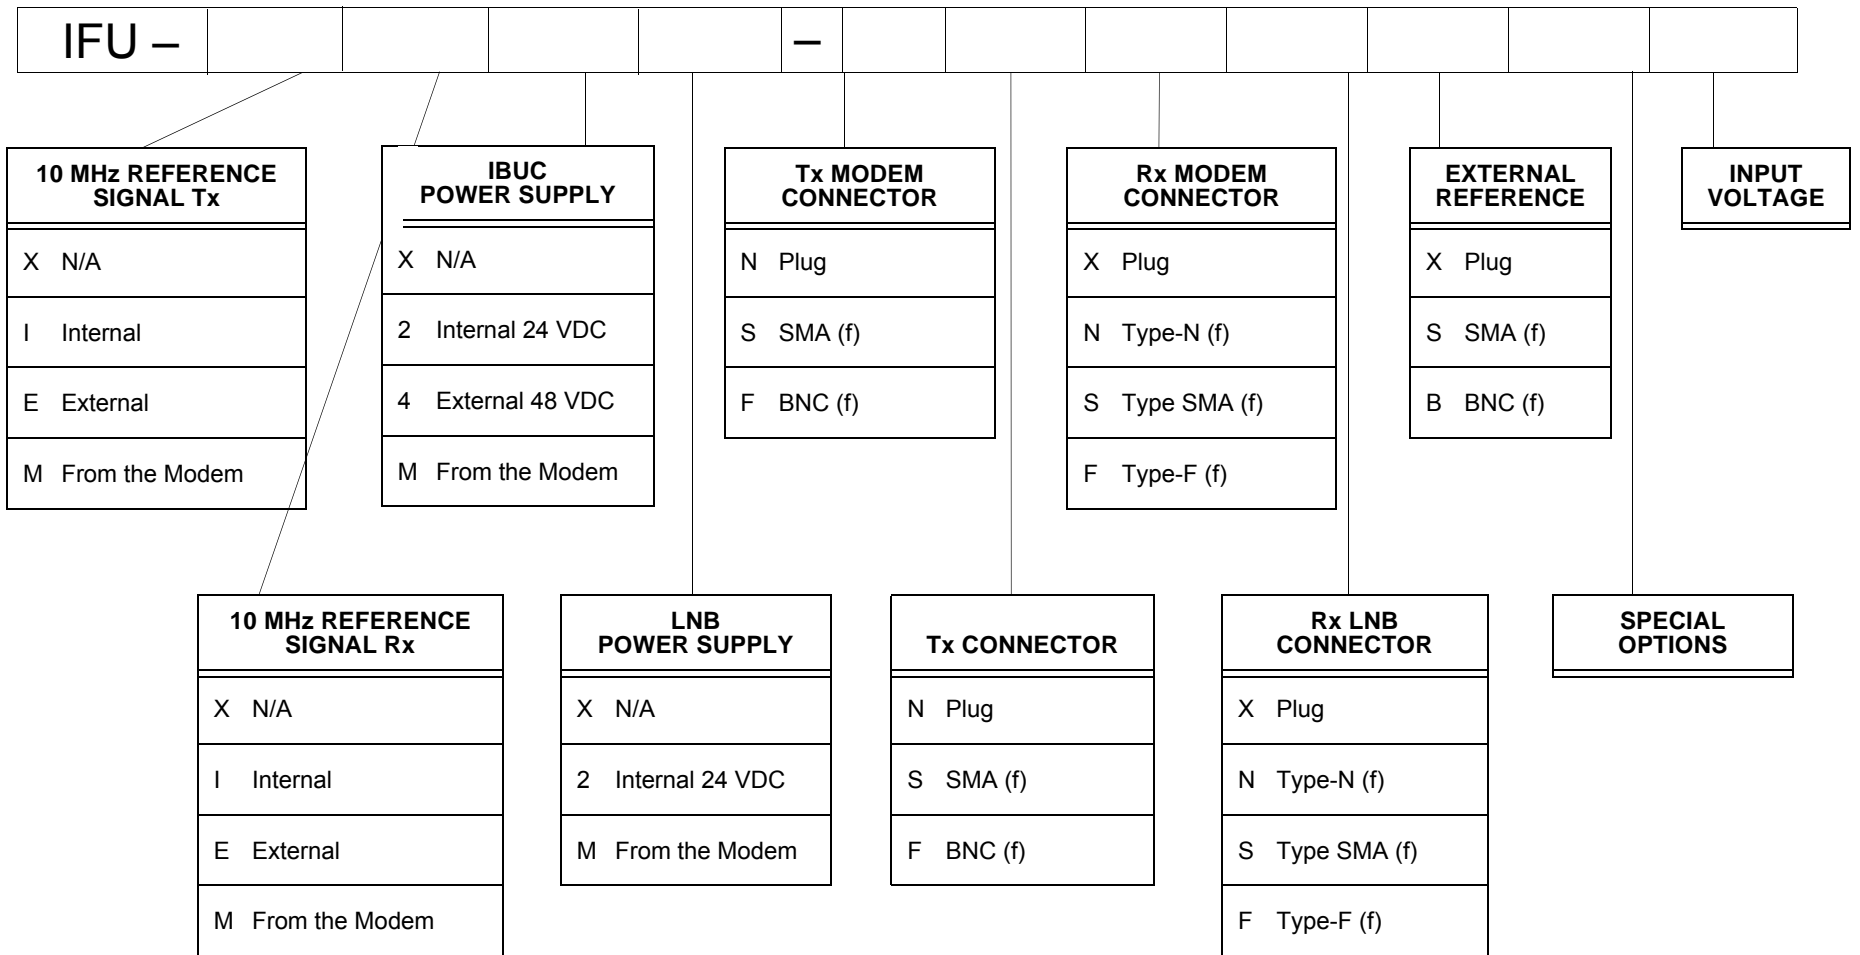 IFU – –
10 MHz REFERENCE
SIGNAL Tx
X N/A
I Internal
E External
M From the Modem
IBUC
POWER SUPPLY
X N/A
2 Internal 24 VDC
4 External 48 VDC
M From the Modem
Tx MODEM
CONNECTOR
N Plug
S SMA (f)
F BNC (f)
Rx MODEM
CONNECTOR
X Plug
N Type-N (f)
S Type SMA (f)
F Type-F (f)
EXTERNAL
REFERENCE
X Plug
S SMA (f)
B BNC (f)
INPUT
VOLTAGE
10 MHz REFERENCE
SIGNAL Rx
X N/A
I Internal
E External
M From the Modem
LNB
POWER SUPPLY
X N/A
2 Internal 24 VDC
M From the Modem
Tx CONNECTOR
N Plug
S SMA (f)
F BNC (f)
Rx LNB
CONNECTOR
X Plug
N Type-N (f)
S Type SMA (f)
F Type-F (f)
SPECIAL
OPTIONS